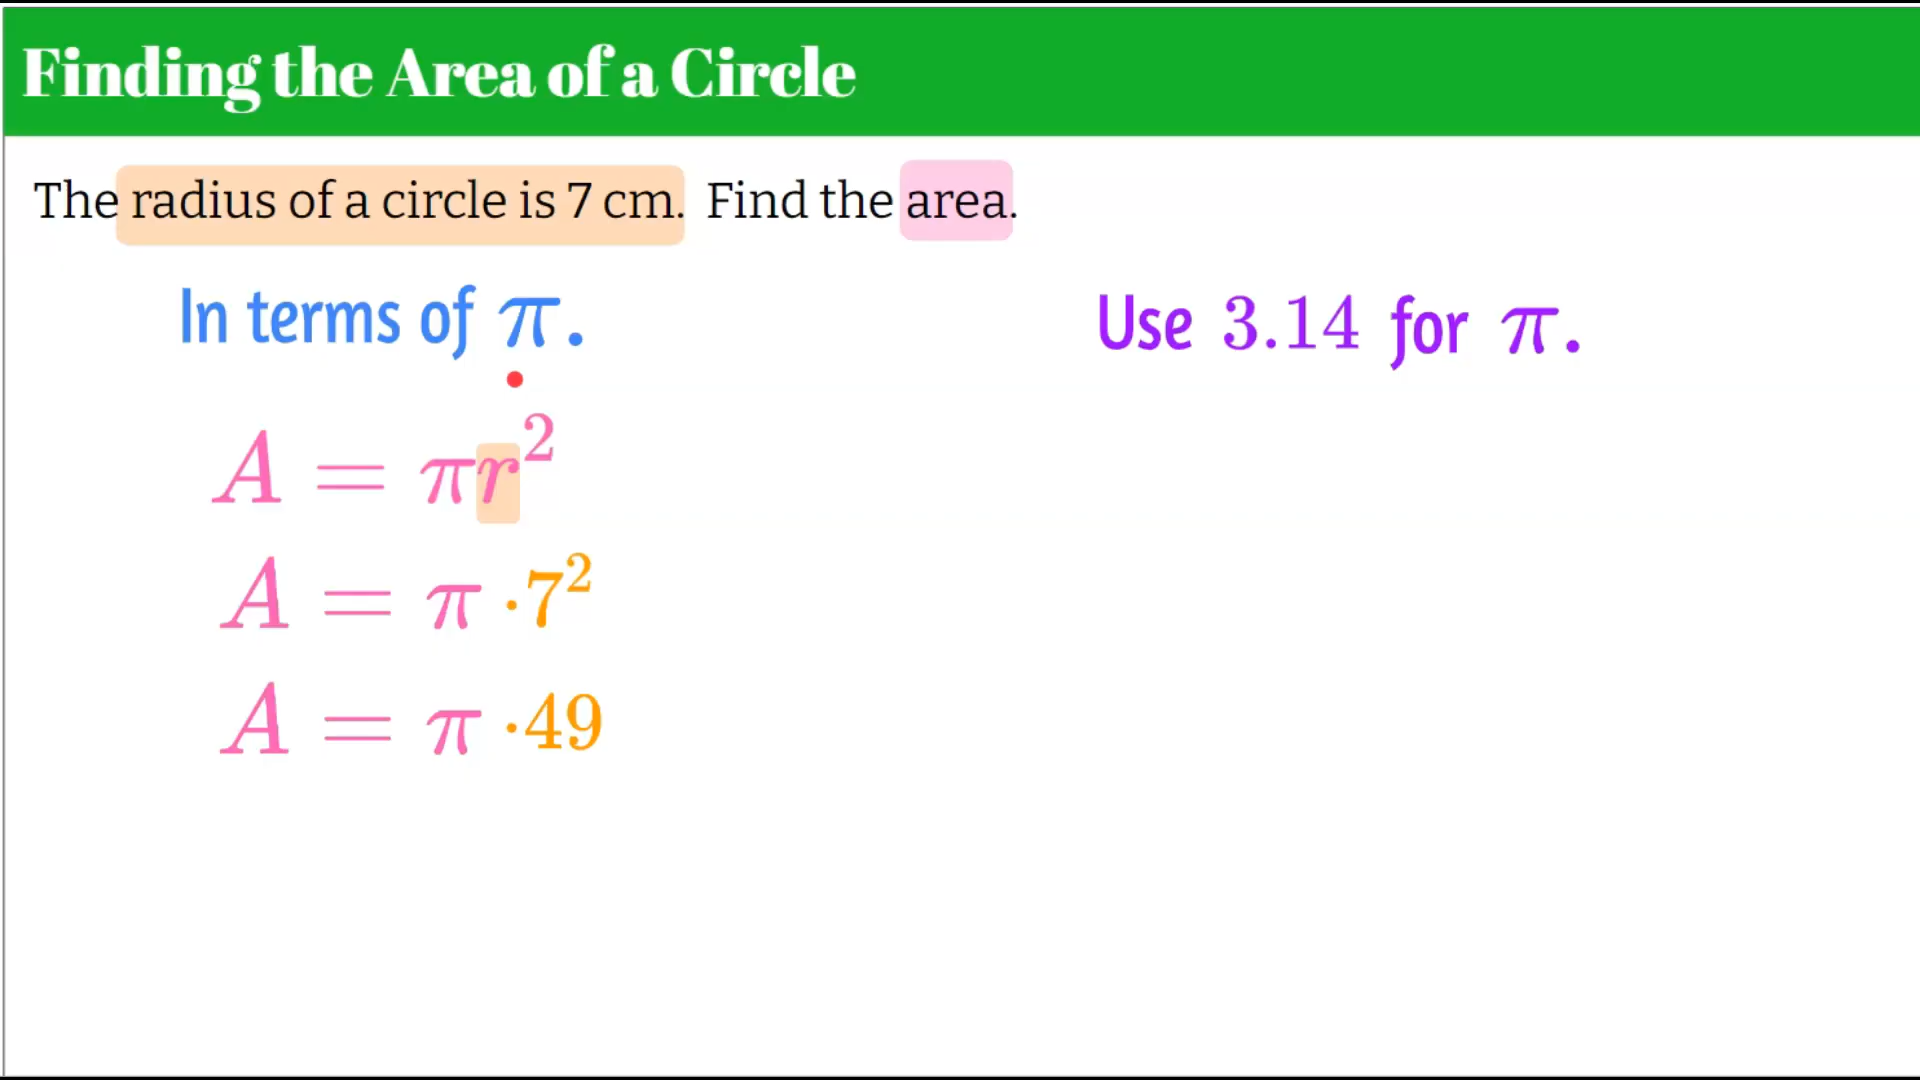 Finding the Area of a Circle
The radius of a circle is 7 cm. Find the area.
In terms of π.
A = πr²
A = π ·7²
A = π ·49
Use 3.14 for π.